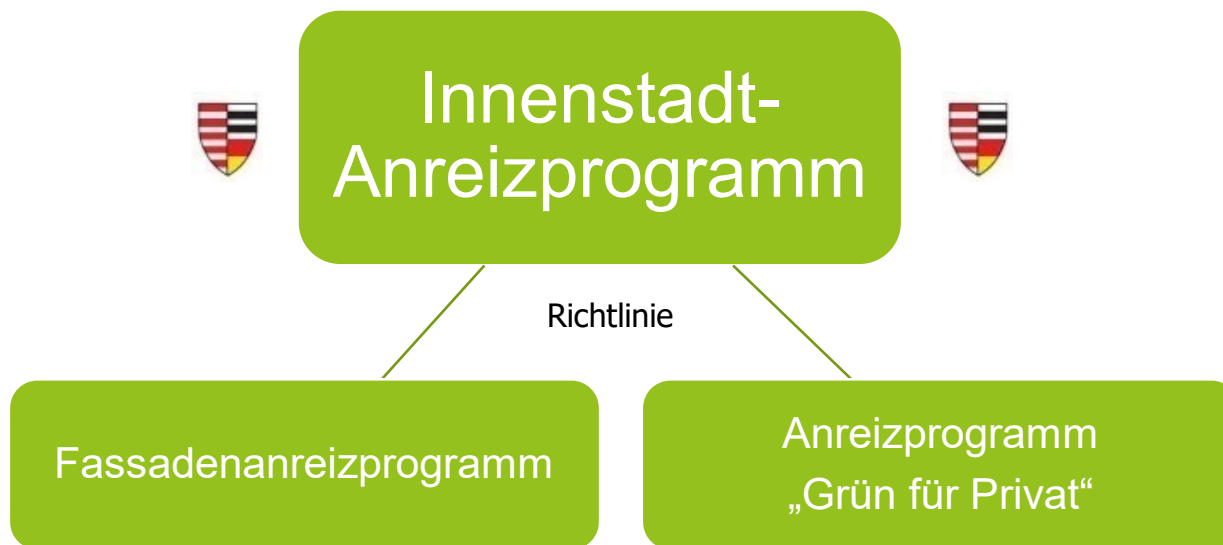 Innenstadt-
Anreizprogramm
Richtlinie
Fassadenanreizprogramm
Anreizprogramm
„Grün für Privat“